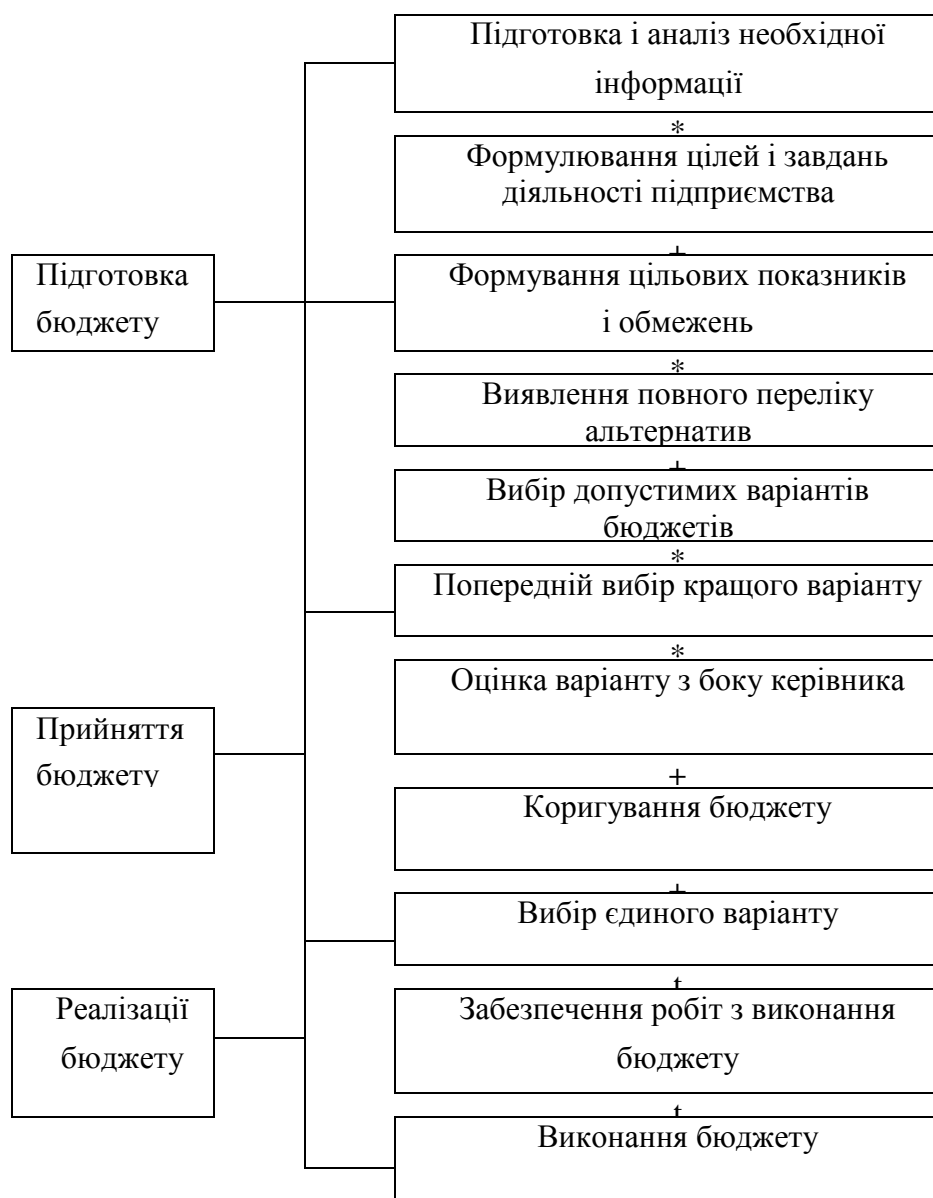 Підготовка і аналіз необхідної
інформації
*
Формулювання цілей і завдань
діяльності підприємства
+
Підготовка
бюджету
Формування цільових показників
і обмежень
*
Виявлення повного переліку
альтернатив
+
Вибір допустимих варіантів
бюджетів
*
Попередній вибір кращого варіанту
*
Оцінка варіанту з боку керівника
Прийняття
бюджету
+
Коригування бюджету
+
Вибір єдиного варіанту
t
Реалізації
бюджету
Забезпечення робіт з виконання
бюджету
t
Виконання бюджету